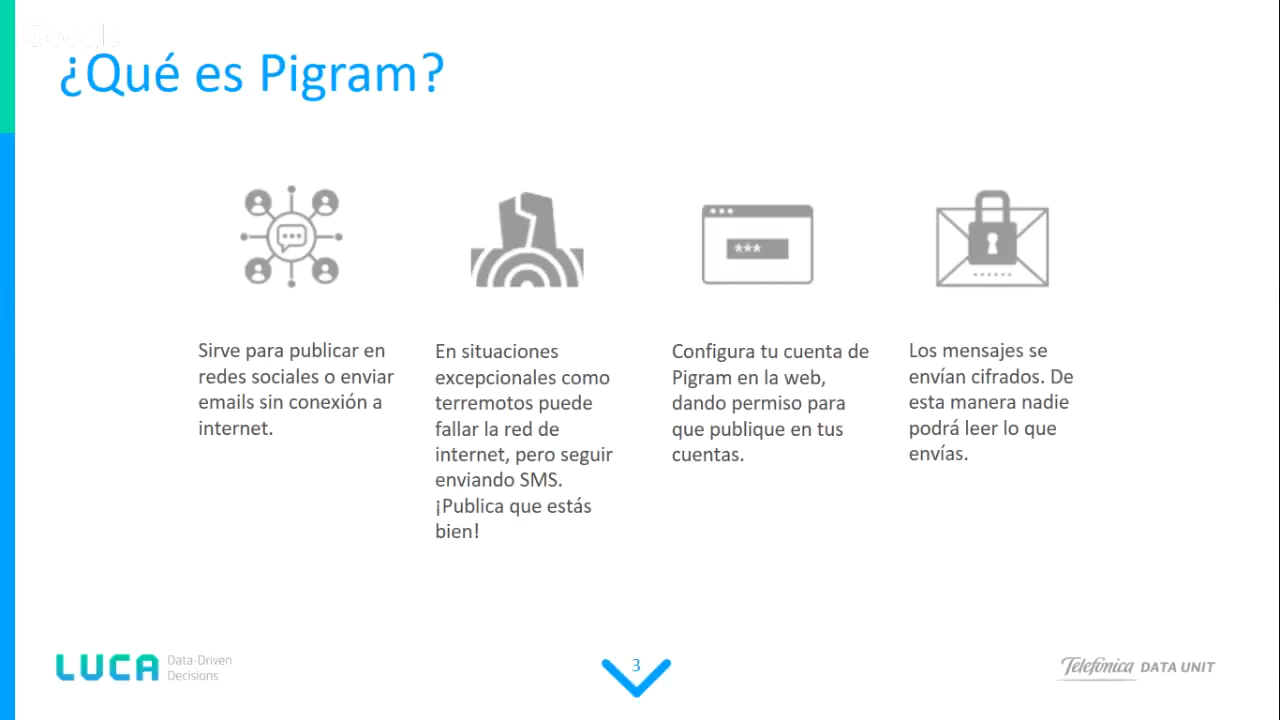 ¿Qué es Pigram?
Sirve para publicar en
redes sociales o enviar
emails sin conexión a
internet.
En situaciones
excepcionales como
terremotos puede
fallar la red de
internet, pero seguir
enviando SMS.
¡Publica que estás
bien!
***
Configura tu cuenta de
Pigram en la web,
dando permiso para
que publique en tus
cuentas.
Los mensajes se
envían cifrados. De
esta manera nadie
podrá leer lo que
envías.
LUCA
Data-Driven
Decisions
3
Telefónica DATA UNIT